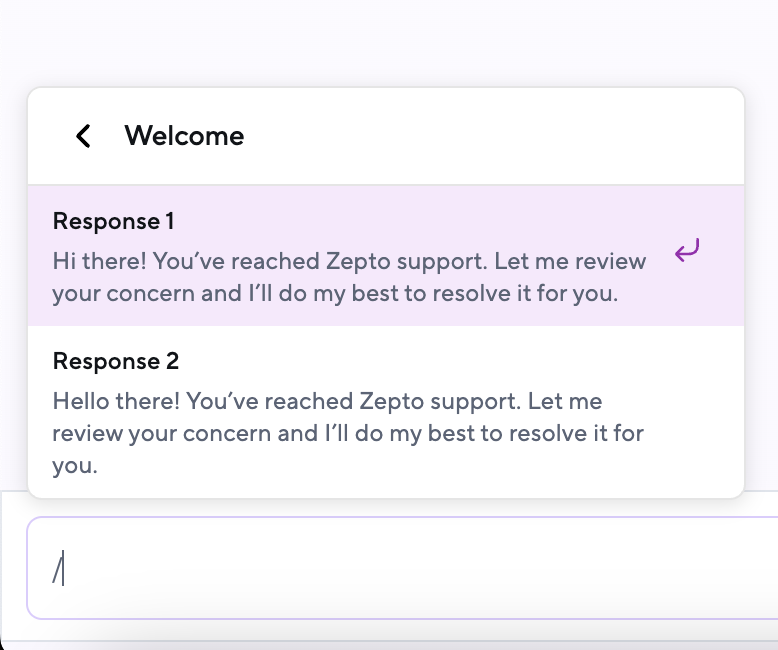 Welcome
Response 1
Hi there! You’ve reached Zepto support. Let me review
your concern and I’ll do my best to resolve it for you.
Response 2
Hello there! You’ve reached Zepto support. Let me
review your concern and I’ll do my best to resolve it for
you.
/